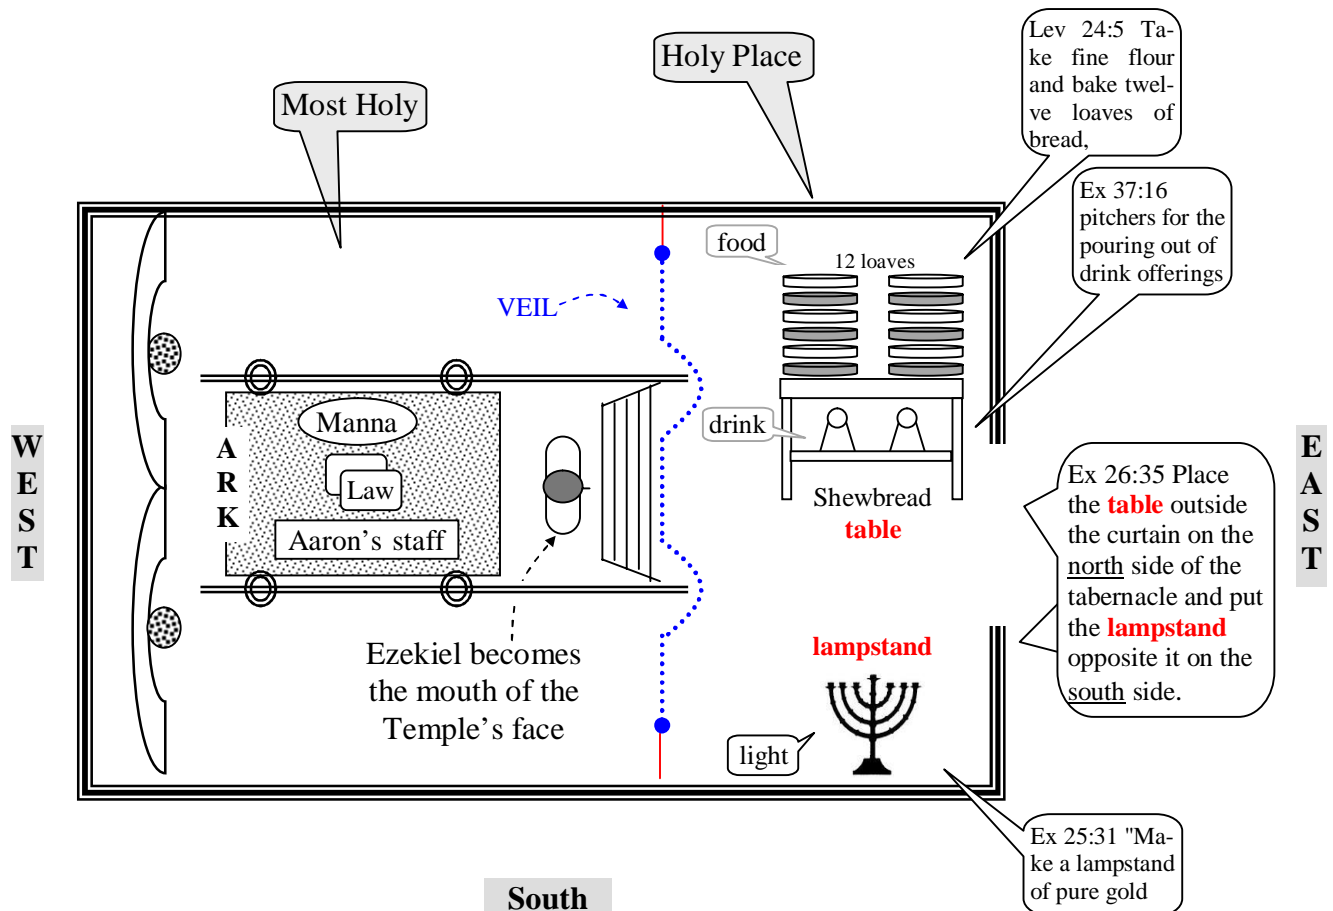 Most Holy
Holy Place
Lev 24:5 Ta-
ke fine flour
and bake twel-
ve loaves of
bread,
Ex 37:16
pitchers for the
pouring out of
drink offerings
food
12 loaves
VEIL
drink
Shewbread
table
WEST
ARK
Manna
Law
Aaron's staff
Ezekiel becomes
the mouth of the
Temple's face
EAST
Ex 26:35 Place
the table outside
the curtain on the
north side of the
tabernacle and put
the lampstand
opposite it on the
south side.
lampstand
light
Ex 25:31 "Ma-
ke a lampstand
of pure gold
South